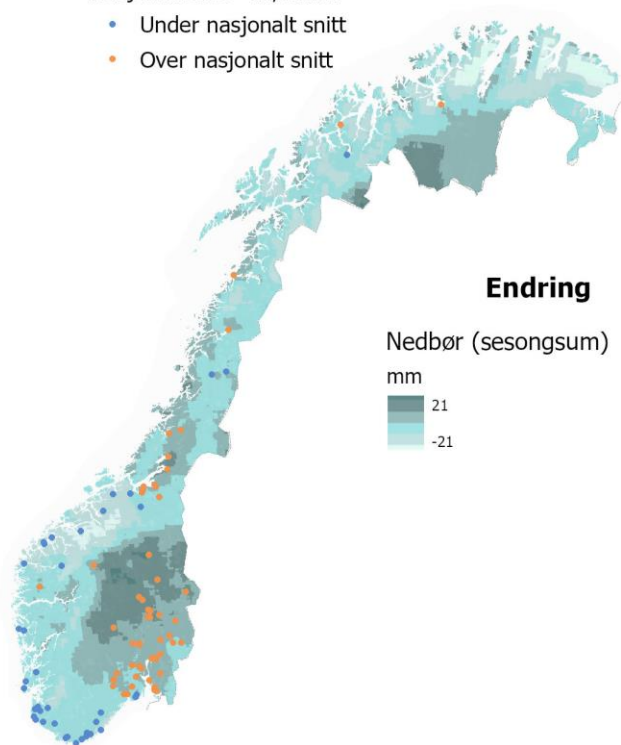 Under nasjonalt snitt
Over nasjonalt snitt
Endring
Nedbør (sesongsum)
mm
21
-21